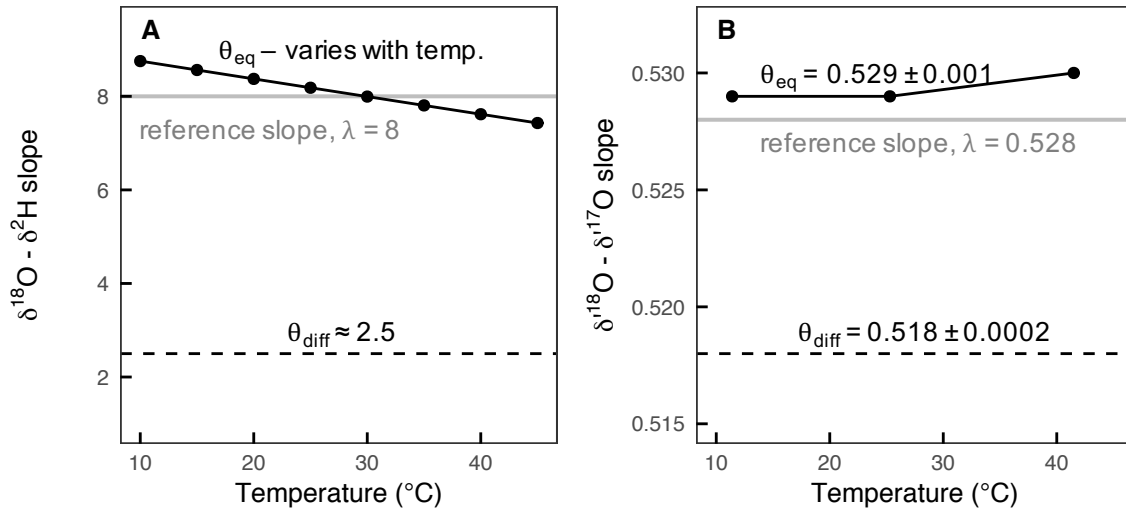 A
θeq – varies with temp.
reference slope, λ = 8
θdiff ≈ 2.5
8
6
4
2
10
20
30
40
δ18O - δ2H slope
Temperature (°C)
B
θeq = 0.529 ± 0.001
reference slope, λ = 0.528
θdiff = 0.518 ± 0.0002
0.530
0.525
0.520
0.515
10
20
30
40
δ'18O - δ'17O slope
Temperature (°C)